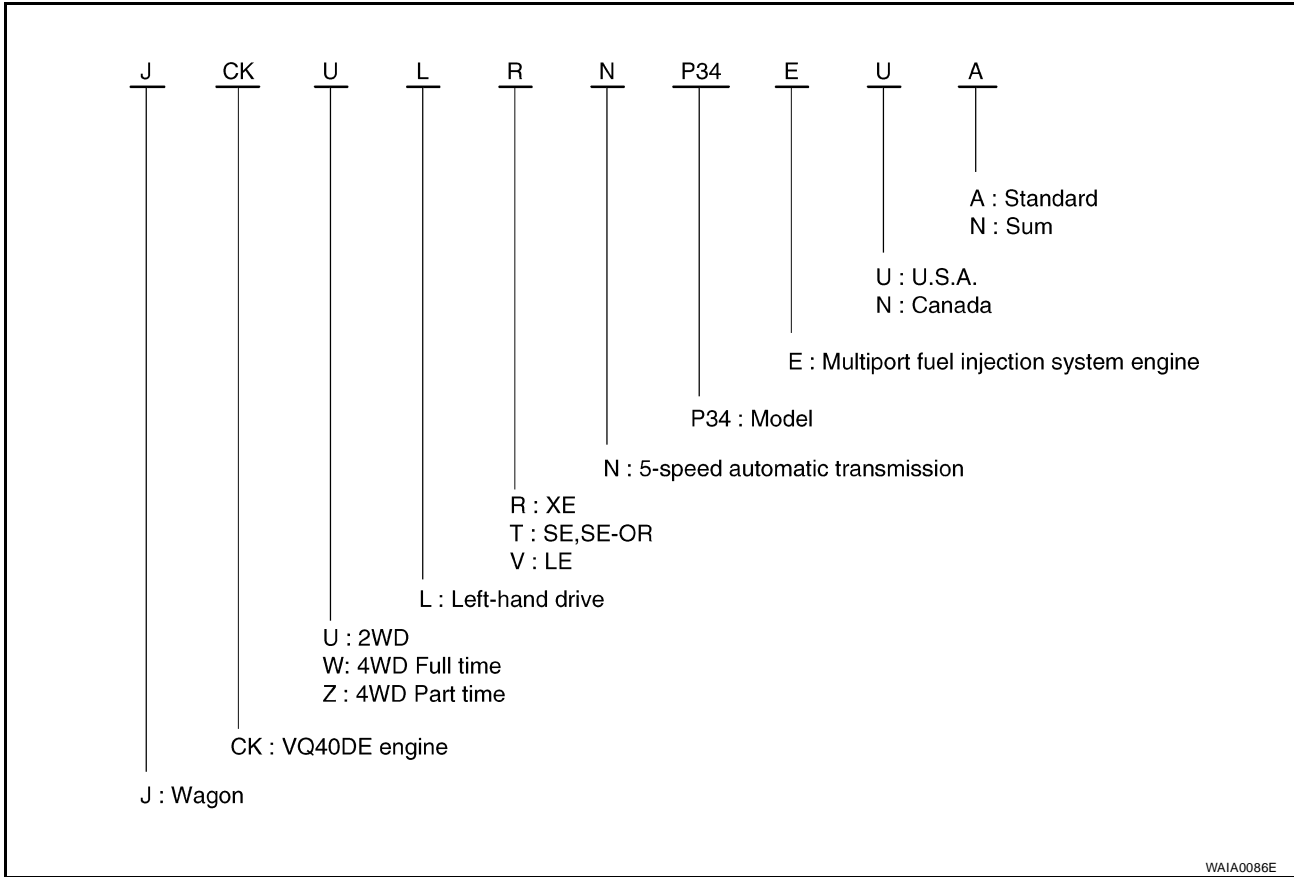 J CK U L R N P34 E U A
A : Standard
N : Sum
U : U.S.A.
N : Canada
E : Multiport fuel injection system engine
P34 : Model
N : 5-speed automatic transmission
R : XE
T : SE,SE-OR
V : LE
L : Left-hand drive
U : 2WD
W: 4WD Full time
Z : 4WD Part time
CK : VQ40DE engine
J : Wagon
WAIA0086E